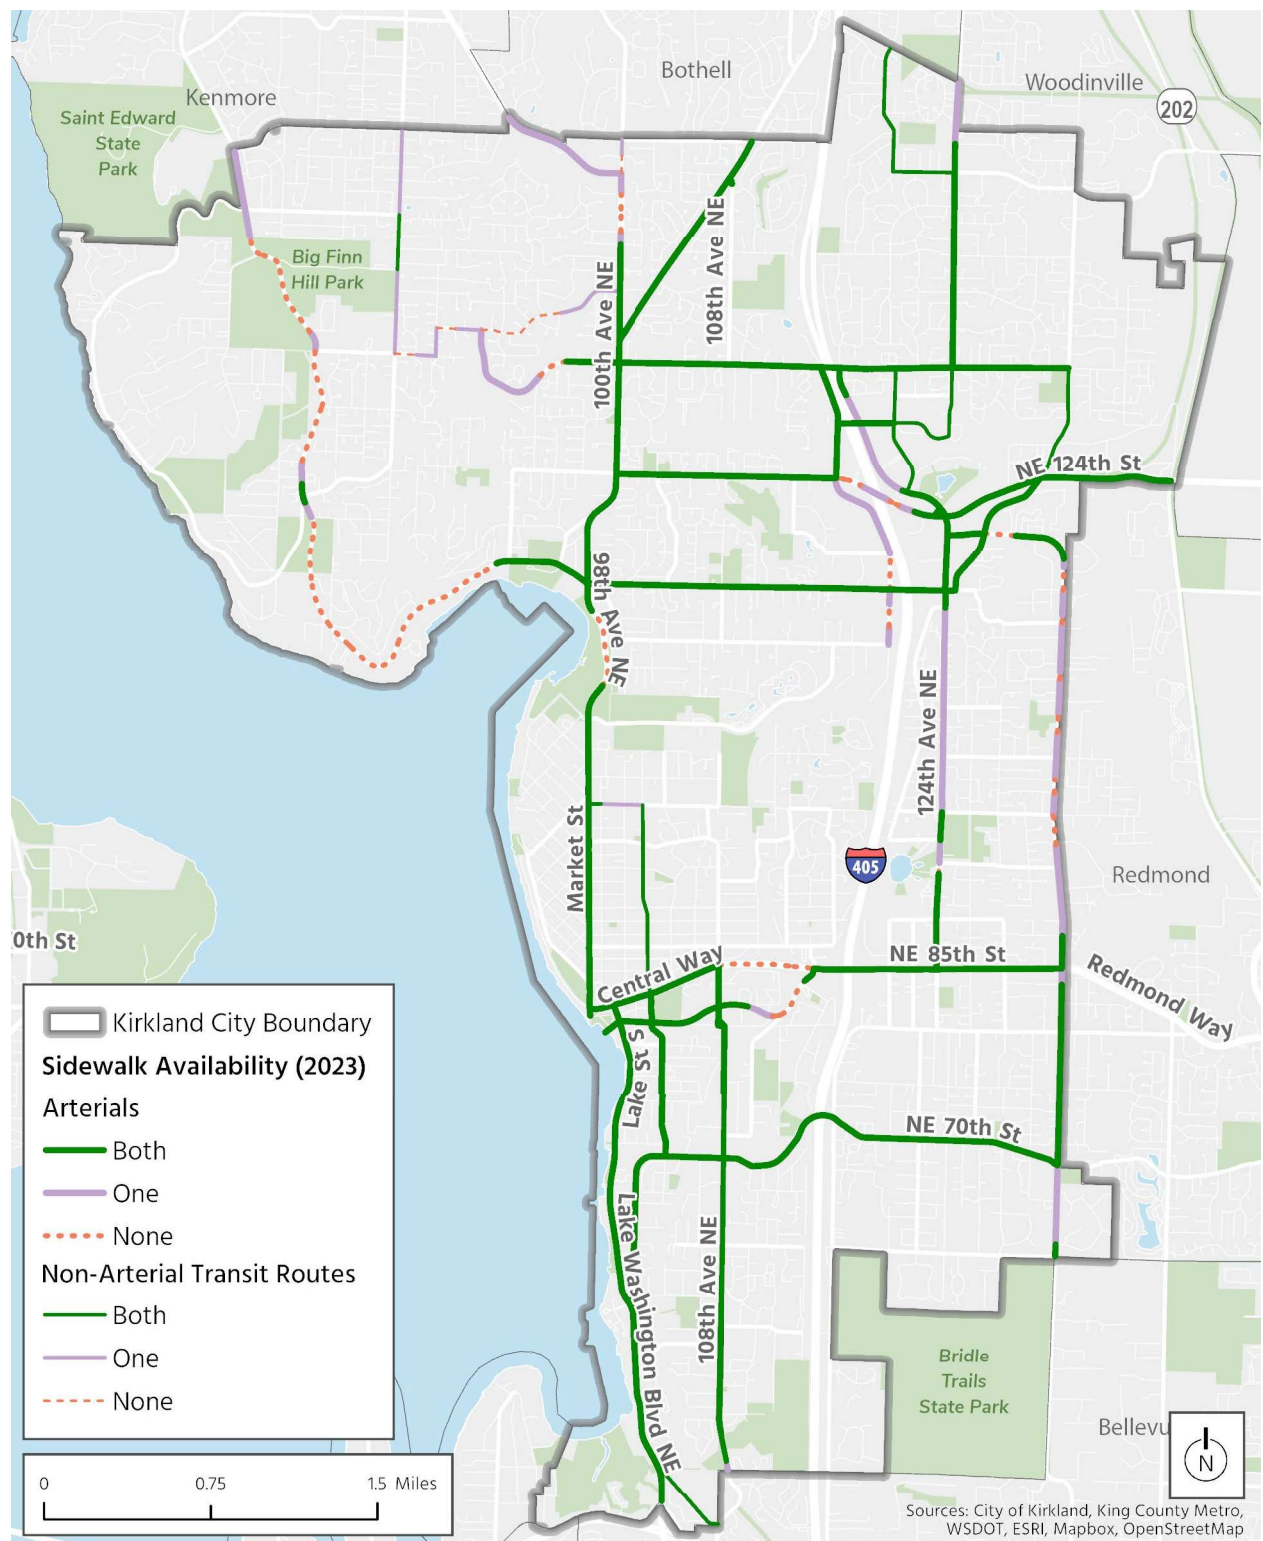 Bothell
Woodinville
202
Kenmore
Saint Edward
State
Park
108th Ave NE
Big Finn
Hill Park
100th Ave NE
NE 124th St
98th Ave NE
124th Ave NE
Market St
405
Redmond
0th St
NE 85th St
Central Way
Redmond Way
Lake St S
NE 70th St
Lake Washington Blvd NE
108th Ave NE
Bridle
Trails
State Park
Bellevu
Kirkland City Boundary
Sidewalk Availability (2023)
Arterials
Both
One
None
Non-Arterial Transit Routes
Both
One
None
0 0.75 1.5 Miles
N
Sources: City of Kirkland, King County Metro,
WSDOT, ESRI, Mapbox, OpenStreetMap